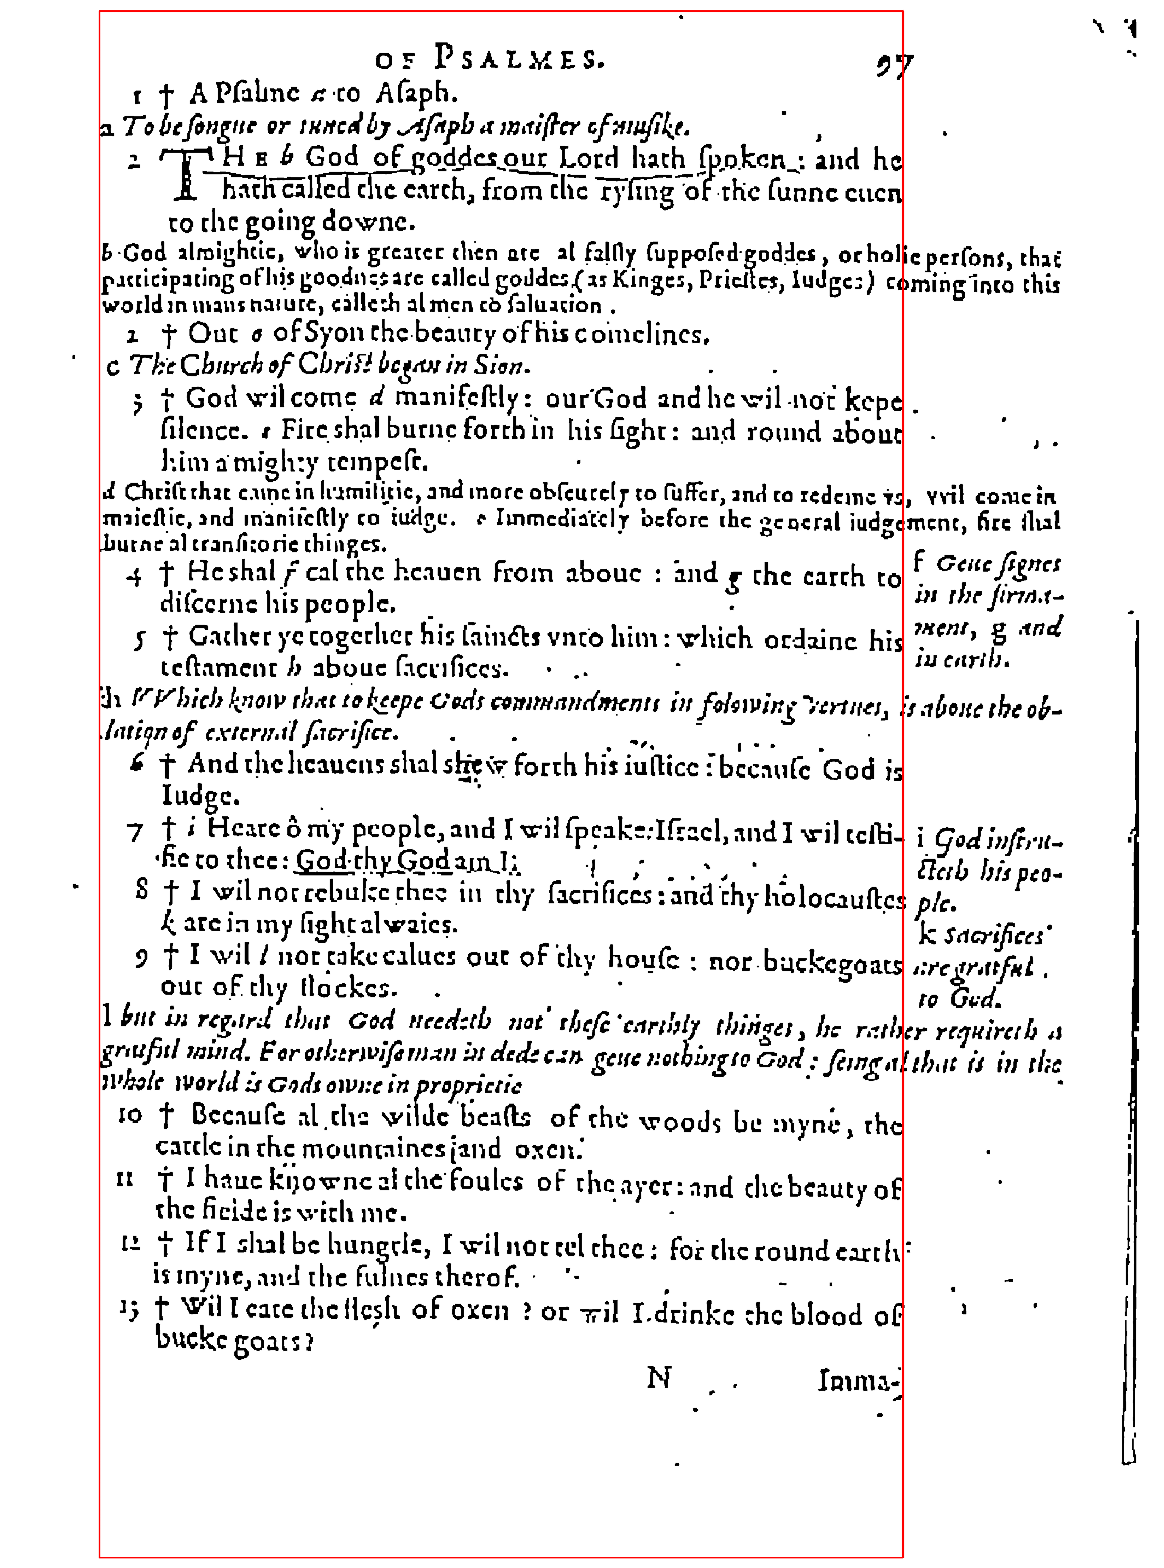 OF PSALMES. 97
1 † A Pſalme a to Aſaph.
a To be ſongue or tuned by Aſaph a maiſter of muſike.
2 THE b God of goddes our Lord hath ſpoken : and he
hath called the earth, from the ryſing of the ſunne euen
to the going downe.
b God almightie, who is greater then are al falſly ſuppoſed goddes, or holie perſons, that
participating of his goodnes are called goddes (as Kinges, Prieſtes, Iudges) coming into this
world in mans nature, calleth al men to ſaluation .
2 † Out c of Syon the beauty of his comelines.
c The Church of Chriſt began in Sion.
3 † God wil come d manifeſtly : our God and he wil not kepe
ſilence. e Fire shal burne forth in his ſight : and round about
him a mighty tempeſt.
d Chriſt that came in humilitie, and more obſcurely to ſuffer, and to redeme vs, vvil come in
maieſtie, and manifeſtly to iudge. e Immediately before the general iudgement, fire ſhal
burne al tranſitorie thinges.
4 † He shal f cal the heauen from aboue : and g the earth to
diſcerne his people.
f Geue ſignes
in the firma-
ment, g and
in earth.
5 † Gather ye together his ſaincts vnto him : which ordaine his
teſtament h aboue ſacrifices.
h VVhich know that to keepe Gods commandments in folowing vertues, is aboue the ob-
lation of external ſacrifice.
6 † And the heauens shal shew forth his iuſtice : becauſe God is
Iudge.
7 † i Heare ô my people, and I wil ſpeake: Iſrael, and I wil teſti-
fie to thee : God thy God am I.
i God inſtru-
cteth his peo-
ple.
8 † I wil not rebuke thee in thy ſacrifices : and thy holocauſtes
k are in my ſight alwaies.
k Sacrifices
are grateful
to God.
9 † I wil l not take calues out of thy houſe : nor buckegoats
out of thy flockes.
l but in regard that God needeth not theſe earthly thinges, he rather requireth a
grateful mind. For otherwiſe man in dede can geue nothing to God : ſeing al that is in the
whole world is Gods owne in proprietie
10 † Becauſe al the wilde beaſts of the woods be myne, the
cattle in the mountaines and oxen.
11 † I haue knowne al the foules of the ayer : and the beauty of
the fielde is with me.
12 † If I shal be hungrie, I wil not tel thee : for the round earth
is myne, and the fulnes therof.
13 † Wil I eate the flesh of oxen ? or wil I drinke the blood of
bucke goats?
N Imma-